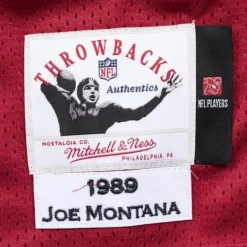 THROWBACKS
NFL
Authentics
NOSTALGIA CO.
Mitchell & Ness
PHILADELPHIA, PA
NFL PLAYERS
1989
JOE MONTANA